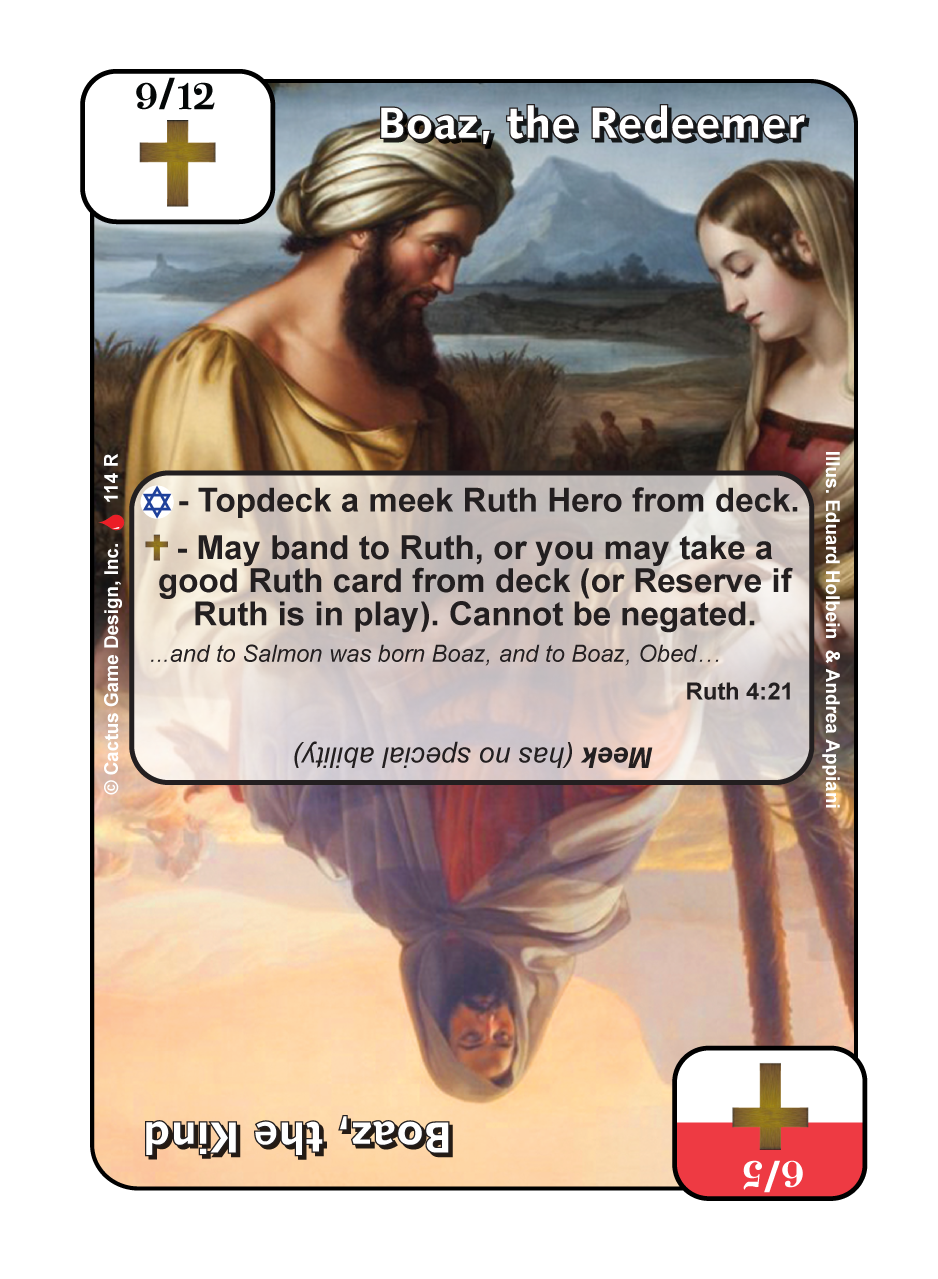 9/12
Boaz, the Redeemer
- Topdeck a meek Ruth Hero from deck.
- May band to Ruth, or you may take a
good Ruth card from deck (or Reserve if
Ruth is in play). Cannot be negated.
...and to Salmon was born Boaz, and to Boaz, Obed…
Ruth 4:21
Meek (has no special ability)
© Cactus Game Design, Inc. 114 R
Illus. Eduard Holbein & Andrea Appiani
Boaz, the Kind
6/5